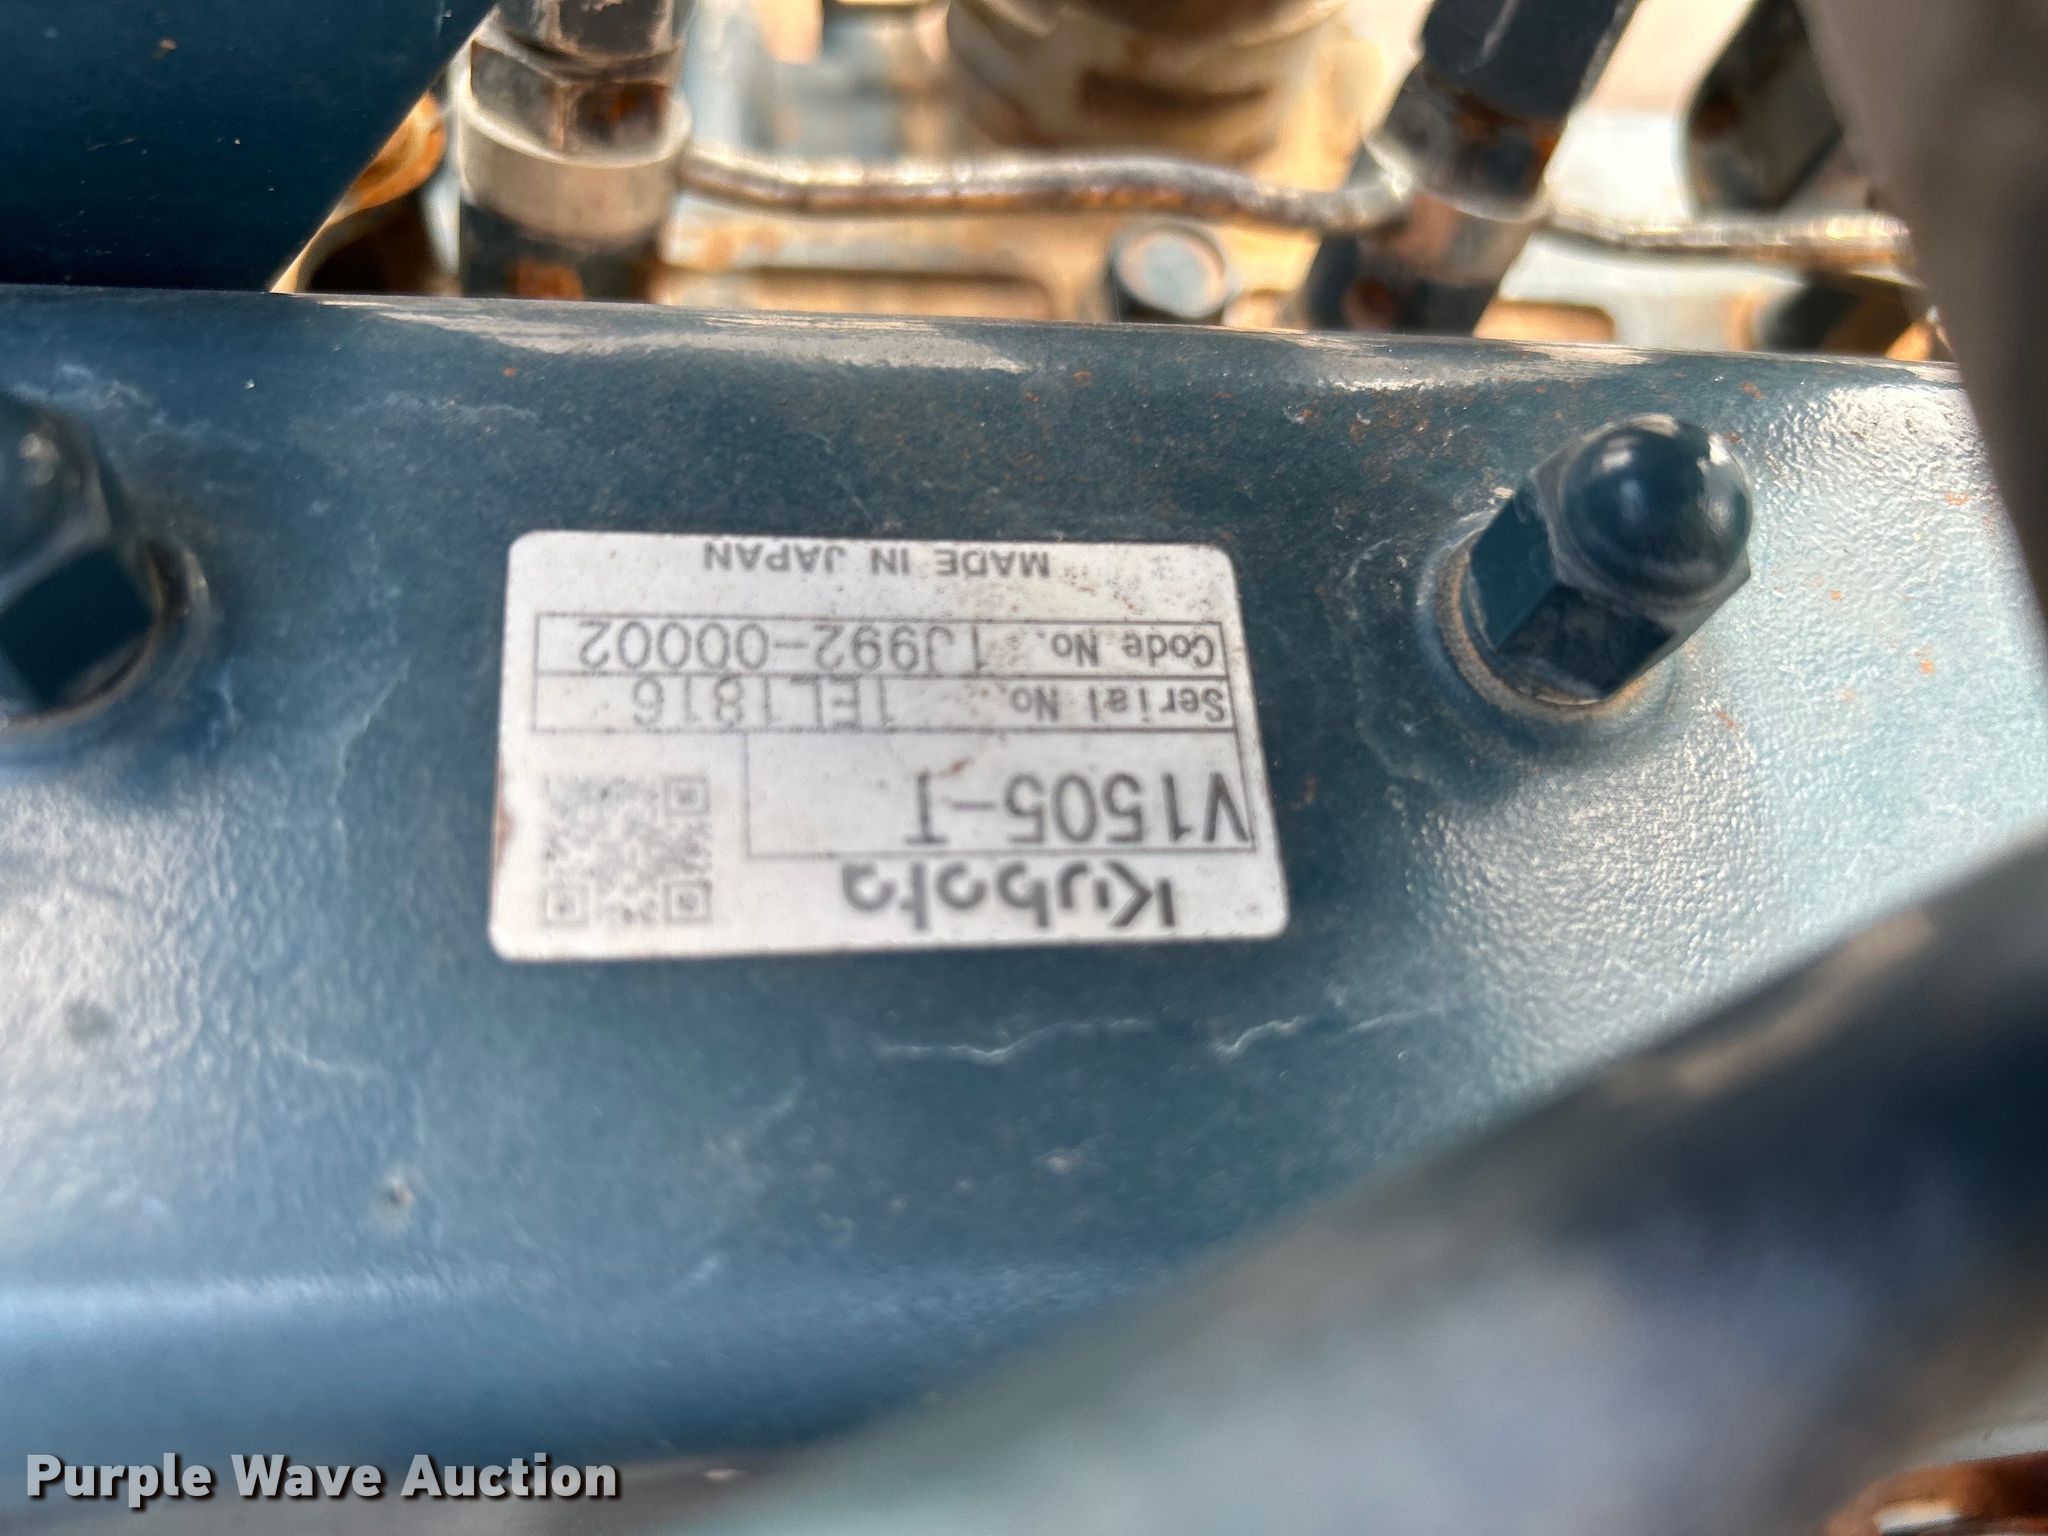 Kubota
V1505-T
Serial No. 1EL1816
Code No. 1J992-00002
MADE IN JAPAN
Purple Wave Auction